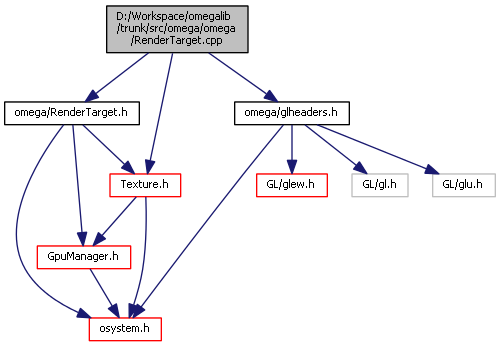 D:/Workspace/omegalib
/trunk/src/omega/omega
/RenderTarget.cpp
omega/RenderTarget.h
omega/glheaders.h
Texture.h
GL/glew.h
GL/gl.h
GL/glu.h
GpuManager.h
osystem.h